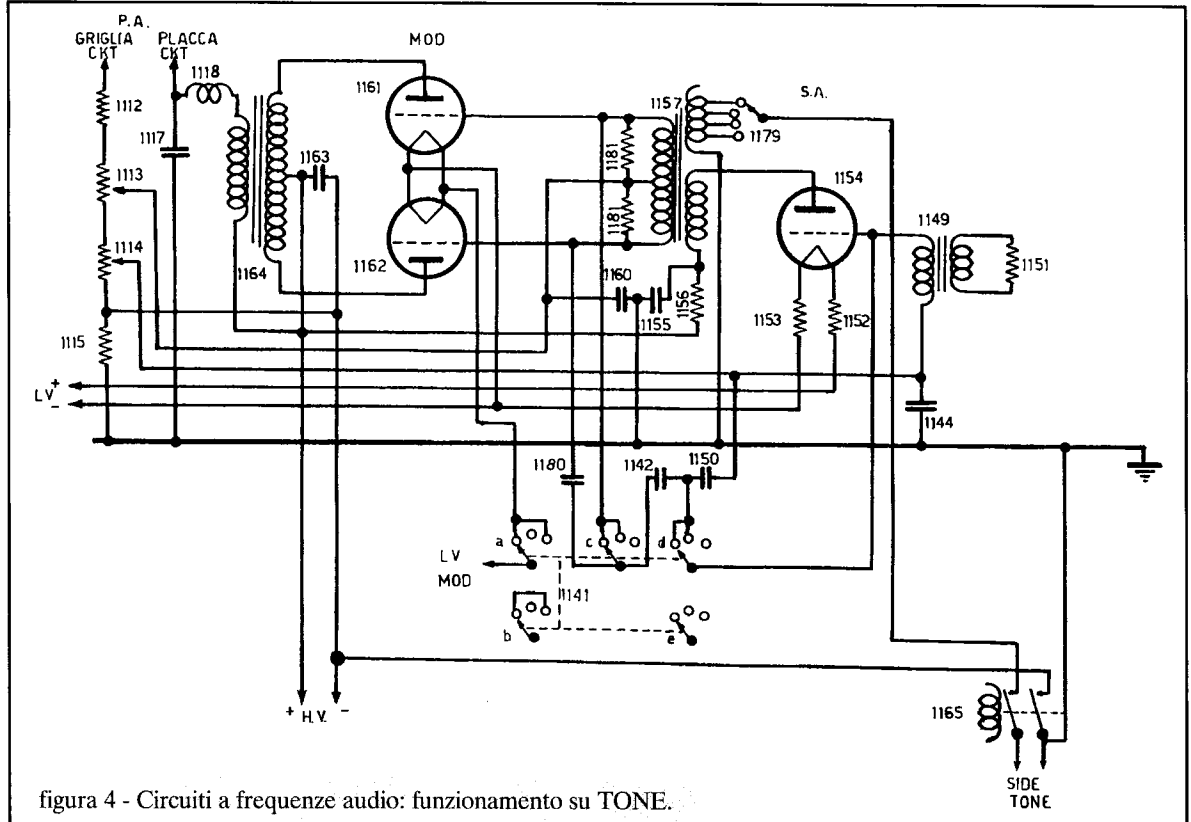 P.A.
GRIGLIA CKT
PLACCA CKT
MOD
S.A.
1118
1161
1157
1112
1117
1163
1181
1179
1113
1154
1149
1181
1114
1164
1162
1160
1155
1156
1151
1153
1152
1115
LV + -
1144
1180
1142
1150
a
c
d
LV MOD
1141
b
e
+ H.V. -
1165
SIDE TONE
figura 4 - Circuiti a frequenze audio: funzionamento su TONE.